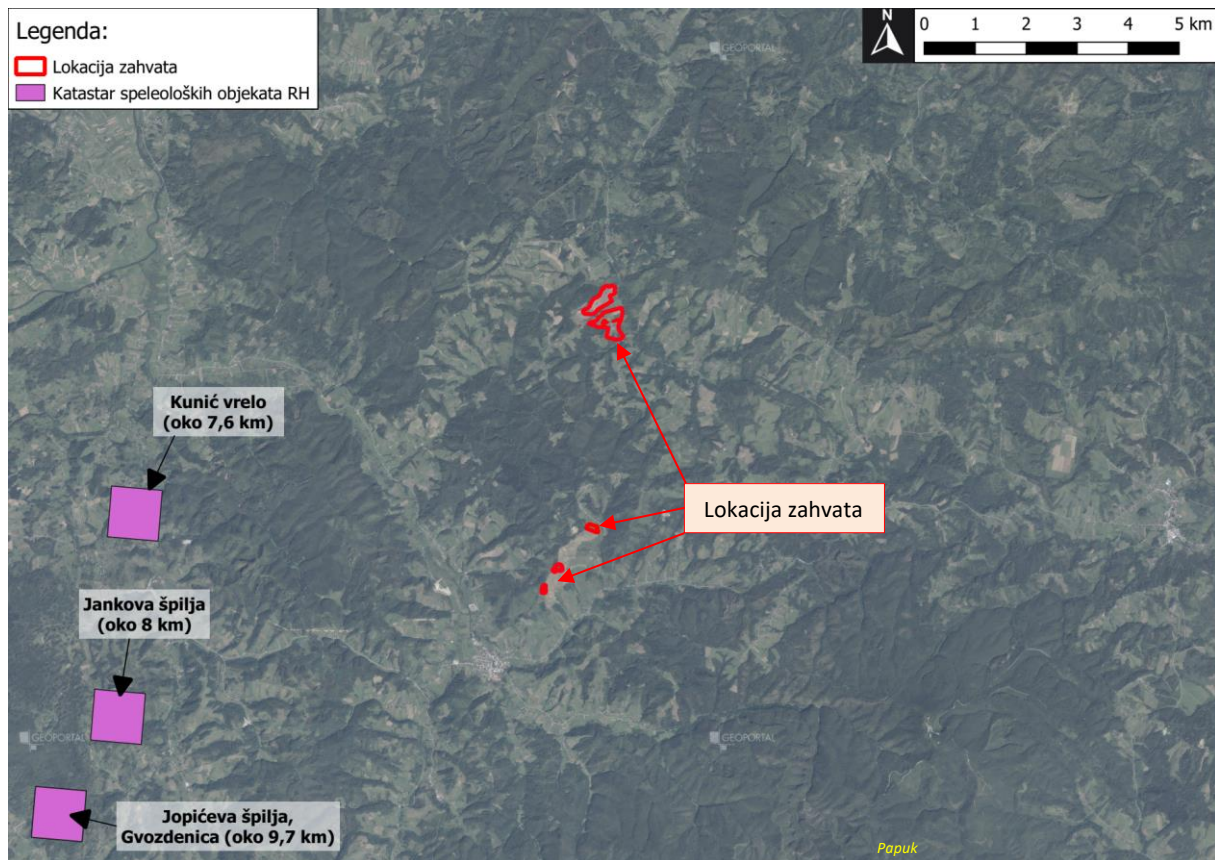 Legenda:
Lokacija zahvata
Katastar speleoloških objekata RH
N
0 1 2 3 4 5 km
GEOPORTAL
Kunić vrelo
(oko 7,6 km)
Lokacija zahvata
Jankova špilja
(oko 8 km)
GEOPORTAL
GEOPORTAL
Jopićeva špilja,
Gvozdenica (oko 9,7 km)
Papuk